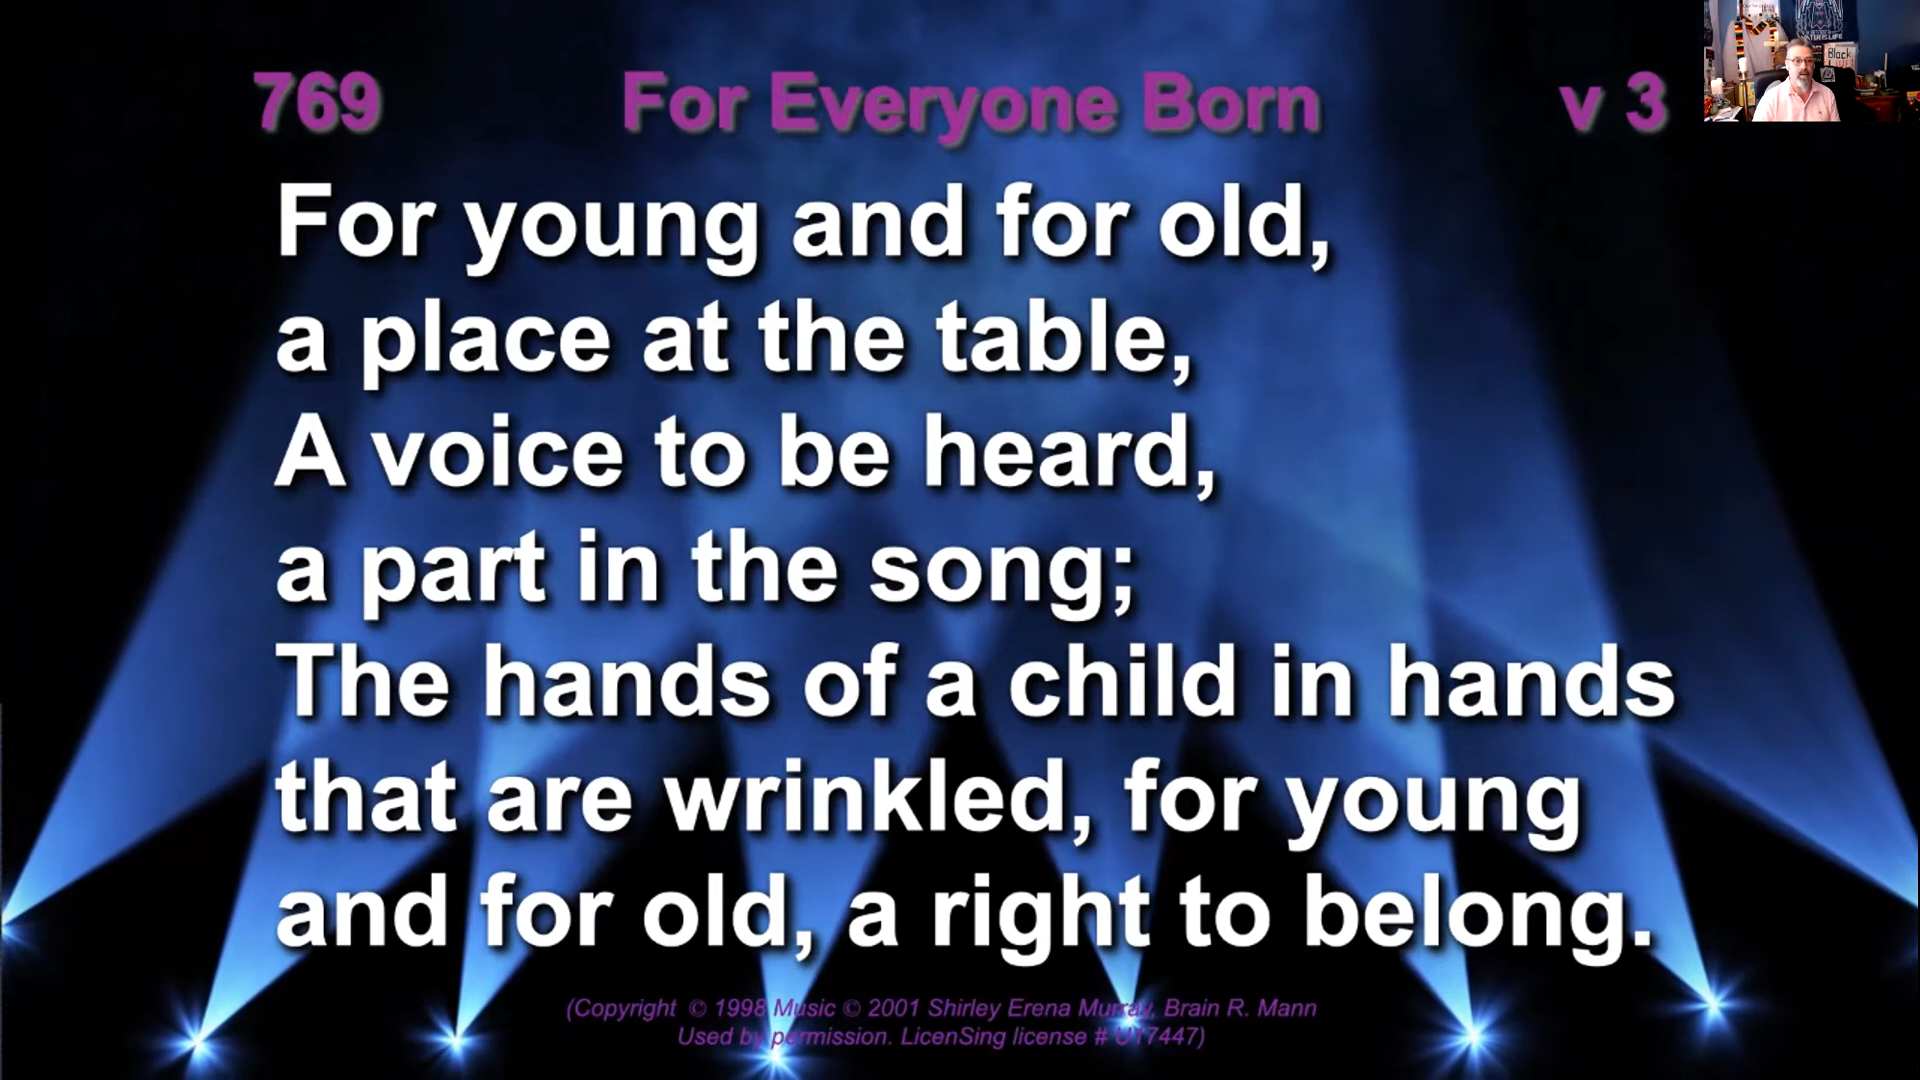 769 For Everyone Born v 3
For young and for old,
a place at the table,
A voice to be heard,
a part in the song;
The hands of a child in hands
that are wrinkled, for young
and for old, a right to belong.
(Copyright © 1998 Music © 2001 Shirley Erena Murray, Brain R. Mann
Used by permission. LicenSing license # U17447)
Block